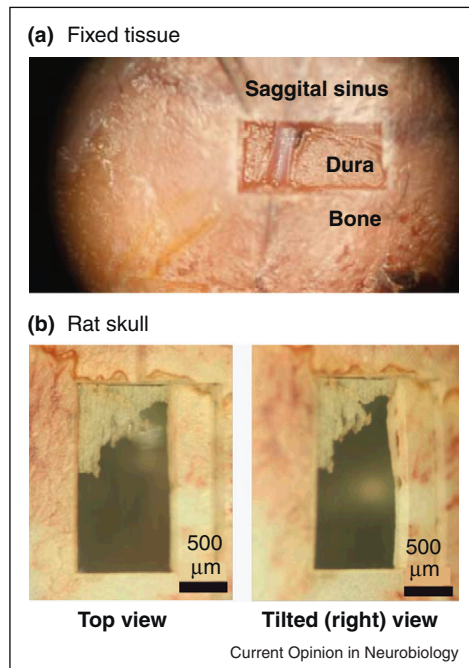 (a) Fixed tissue
Saggital sinus
Dura
Bone
(b) Rat skull
500
μm
500
μm
Top view
Tilted (right) view
Current Opinion in Neurobiology